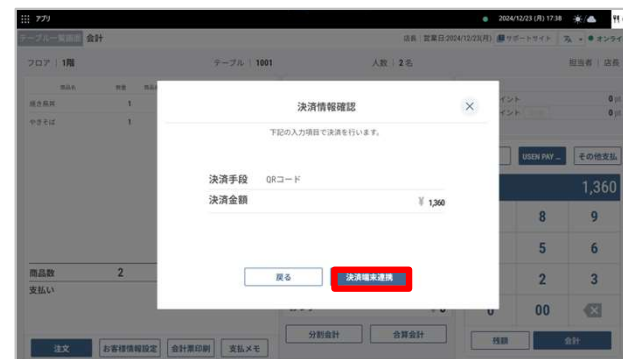 アプリ
2024/12/23 (月) 17:38
テーブル一覧画面 会計
店長 営業日:2024/12/23(月) サポートサイト オンライ
フロア 1階
テーブル 1001
人数 2 名
担当者 店長
商品名 数量 商品
1
やきそば 1
決済情報確認
下記の入力項目で決済を行います。
決済手段 QRコード
決済金額 ¥ 1,360
戻る
決済端末連携
イント 0 pt
イント 0 pt
USEN PAY ...
その他支払
1,360
8 9
5 6
2 3
0 00
商品数 2
支払い
¥ 0
分割会計
合算会計
残額
会計
注文
お客様情報設定
会計票印刷
支払メモ